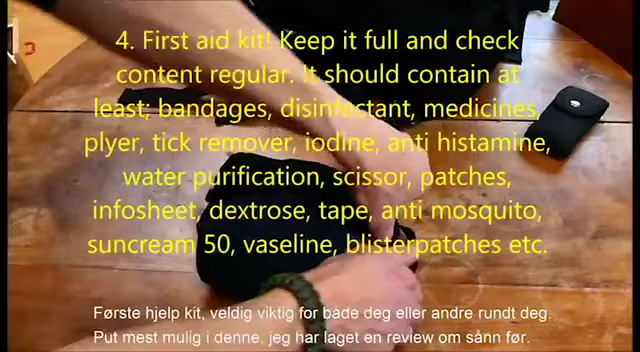 4. First aid kit! Keep it full and check
content regular. It should contain at
least; bandages, disinfectant, medicines,
plyer, tick remover, iodine, anti histamine,
water purification, scissor, patches,
infosheet, dextrose, tape, anti mosquito,
suncream 50, vaseline, blisterpatches etc.
Første hjelp kit, veldig viktig for både deg eller andre rundt deg.
Put mest mulig i denne, jeg har laget en review om sånn før.